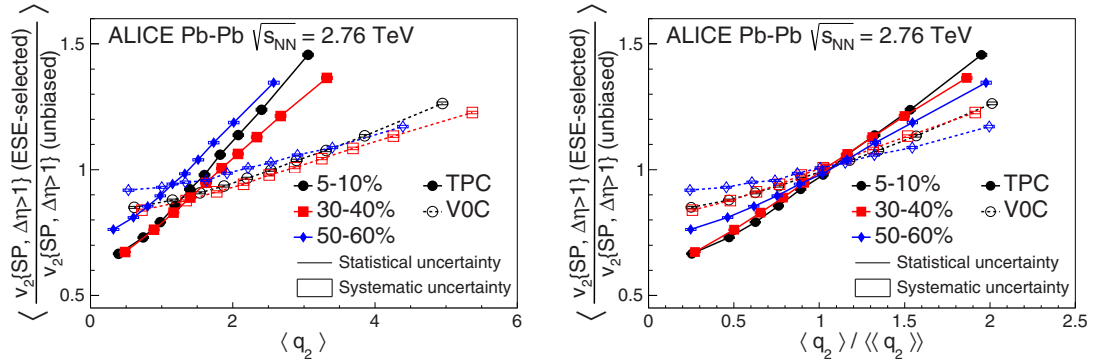 ALICE Pb-Pb √s_NN = 2.76 TeV
⟨ v₂{SP, Δη>1} (ESE-selected) / v₂{SP, Δη>1} (unbiased) ⟩
1.5
1
0.5
5-10%
30-40%
50-60%
TPC
V0C
Statistical uncertainty
Systematic uncertainty
0 2 4 6
⟨ q₂ ⟩
ALICE Pb-Pb √s_NN = 2.76 TeV
⟨ v₂{SP, Δη>1} (ESE-selected) / v₂{SP, Δη>1} (unbiased) ⟩
1.5
1
0.5
5-10%
30-40%
50-60%
TPC
V0C
Statistical uncertainty
Systematic uncertainty
0 0.5 1 1.5 2 2.5
⟨ q₂ ⟩ / ⟨⟨ q₂ ⟩⟩